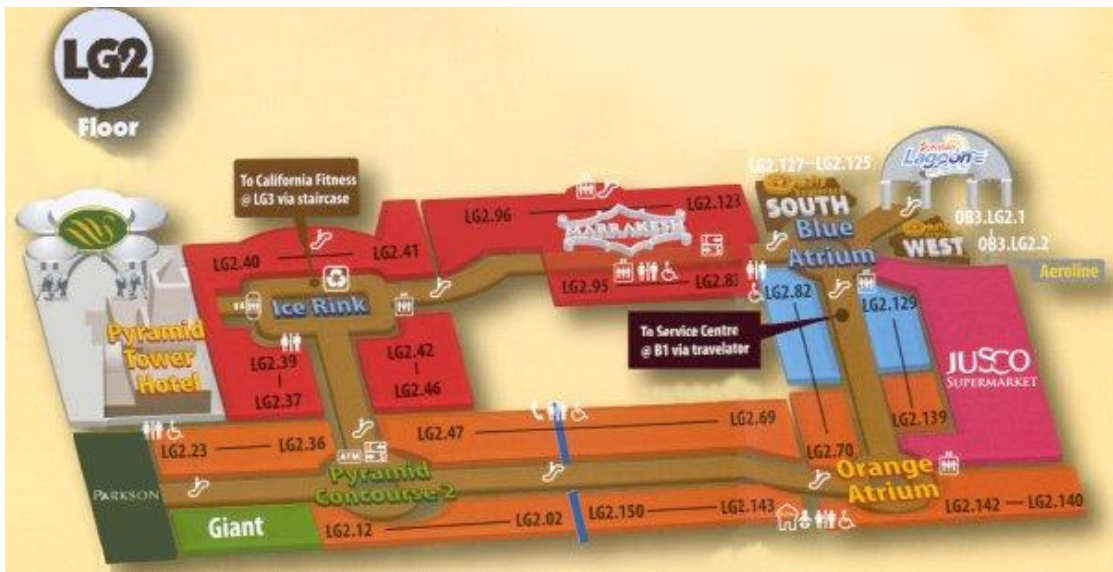 LG2
Floor
To California Fitness
@ LG3 via staircase
LG2.127-LG2.125
Lagoon
SOUTH
WEST
OB3.LG2.1
OB3.LG2.2
Aeroline
LG2.96
LG2.123
MARRAKESH
Blue
Atrium
LG2.40
LG2.41
LG2.95
LG2.83
Ice Rink
LG2.82
LG2.129
To Service Centre
@ B1 via travelator
Pyramid
Tower
Hotel
LG2.39
LG2.37
LG2.42
LG2.46
JUSCO
SUPERMARKET
LG2.139
LG2.23
LG2.36
LG2.47
LG2.69
LG2.70
ATM
Pyramid
Concourse 2
Orange
Atrium
PARKSON
Giant
LG2.12
LG2.02
LG2.150
LG2.143
LG2.142
LG2.140